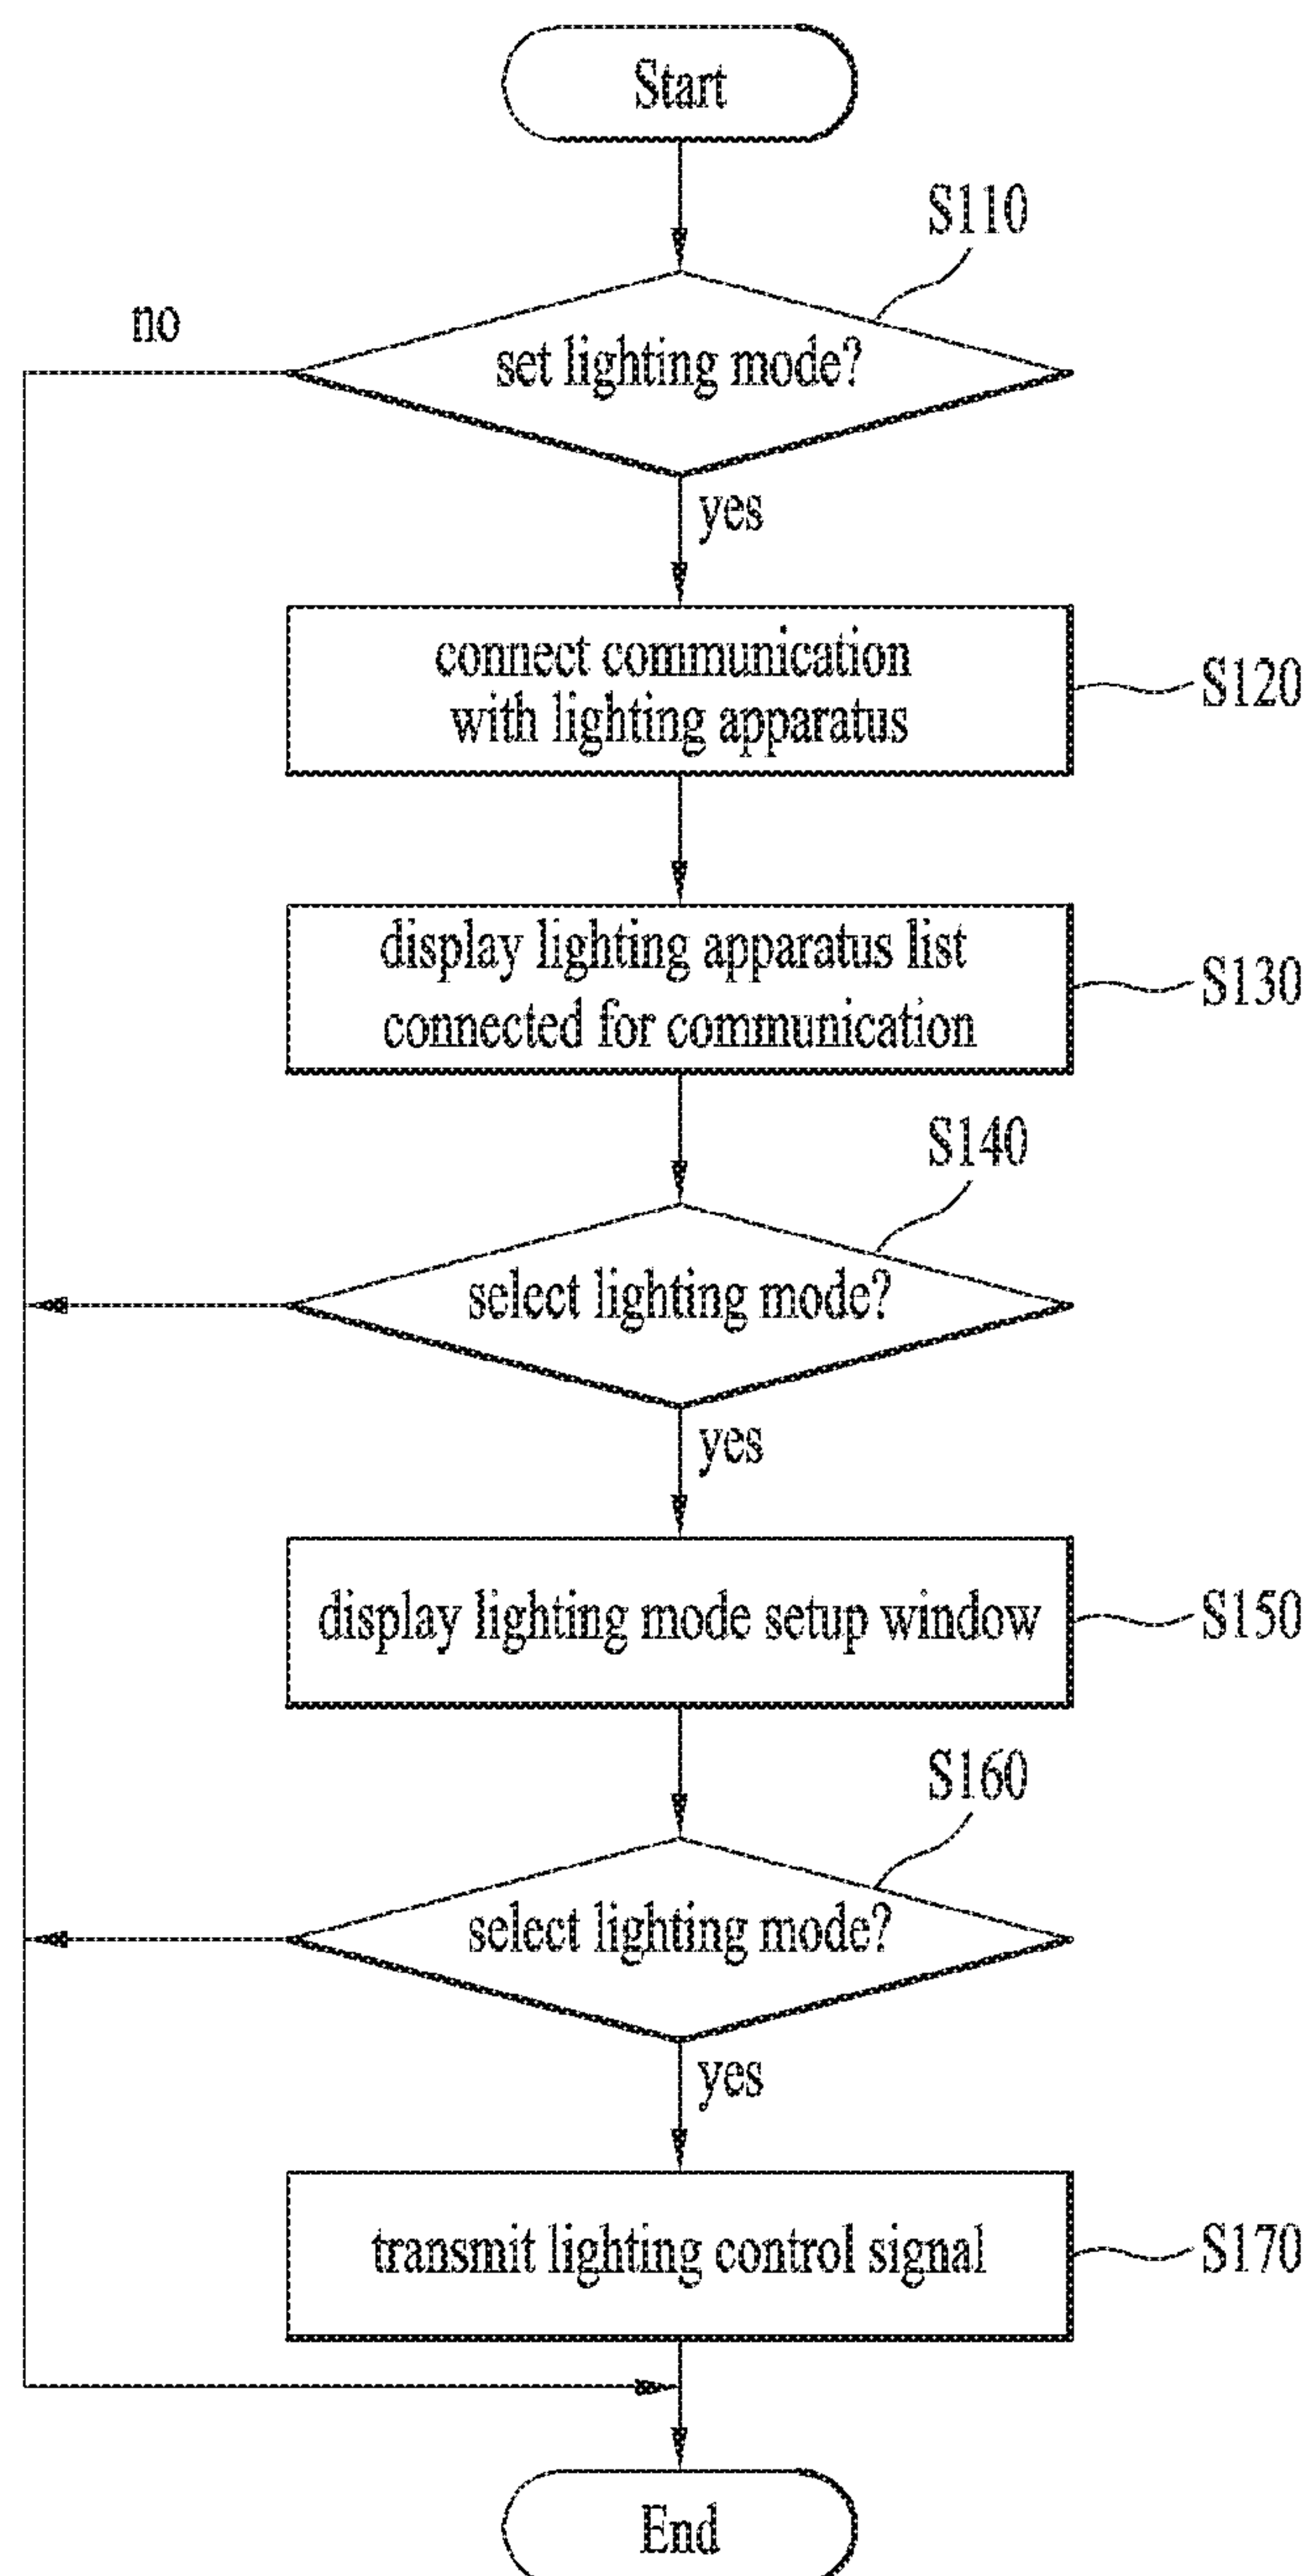 Start
S110
no
set lighting mode?
yes
connect communication
with lighting apparatus
S120
display lighting apparatus list
connected for communication
S130
S140
select lighting mode?
yes
display lighting mode setup window
S150
S160
select lighting mode?
yes
transmit lighting control signal
S170
End